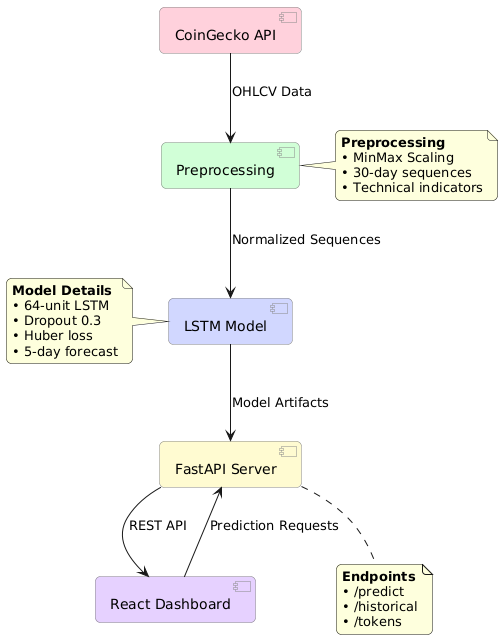 CoinGecko API
OHLCV Data
Preprocessing
Preprocessing
• MinMax Scaling
• 30-day sequences
• Technical indicators
Normalized Sequences
Model Details
• 64-unit LSTM
• Dropout 0.3
• Huber loss
• 5-day forecast
LSTM Model
Model Artifacts
FastAPI Server
REST API
Prediction Requests
React Dashboard
Endpoints
• /predict
• /historical
• /tokens